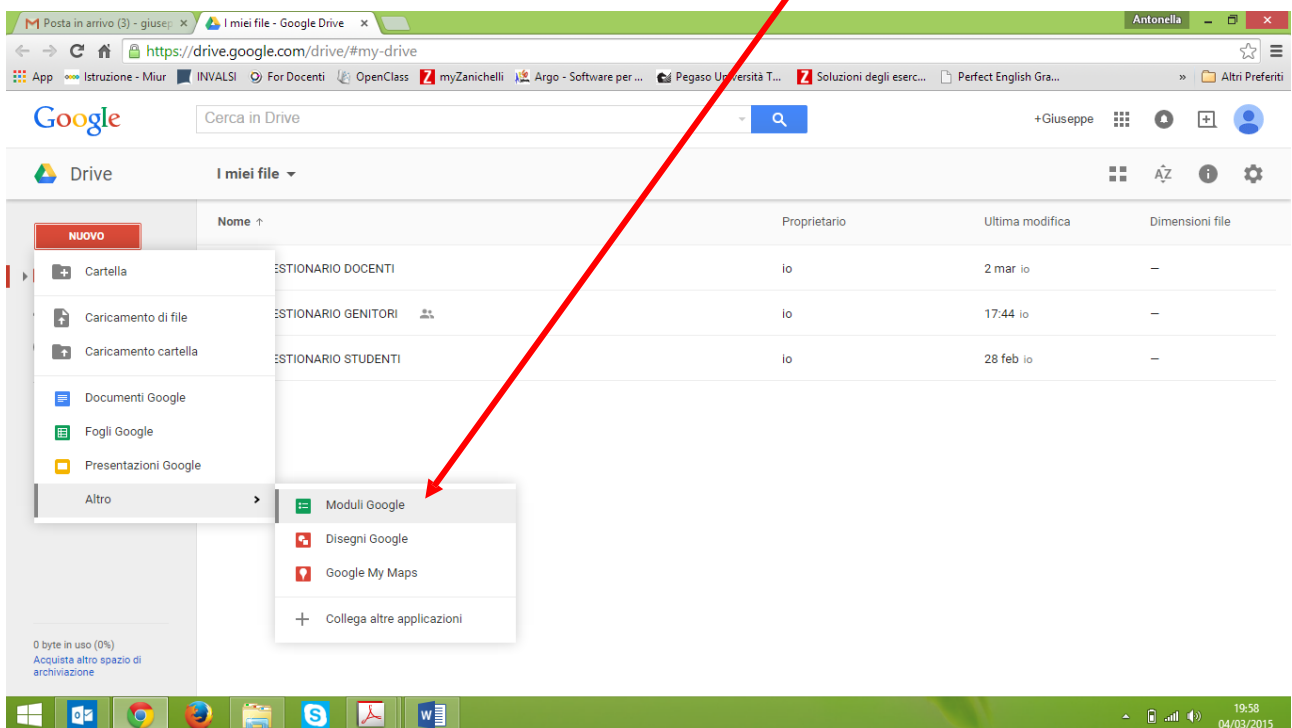 Posta in arrivo (3) - giusep
I miei file - Google Drive
Antonella
https://drive.google.com/drive/#my-drive
App Istruzione - Miur INVALSI For Docenti OpenClass myZanichelli Argo - Software per ... Pegaso Università T... Soluzioni degli eserc... Perfect English Gra... » Altri Preferiti
Google
Cerca in Drive
+Giuseppe
Drive
I miei file
AZ
NUOVO
Nome ↑ Proprietario Ultima modifica Dimensioni file
ESTIONARIO DOCENTI io 2 mar io –
ESTIONARIO GENITORI io 17:44 io –
ESTIONARIO STUDENTI io 28 feb io –
Cartella
Caricamento di file
Caricamento cartella
Documenti Google
Fogli Google
Presentazioni Google
Altro
Moduli Google
Disegni Google
Google My Maps
Collega altre applicazioni
0 byte in uso (0%)
Acquista altro spazio di
archiviazione
19:58
04/03/2015